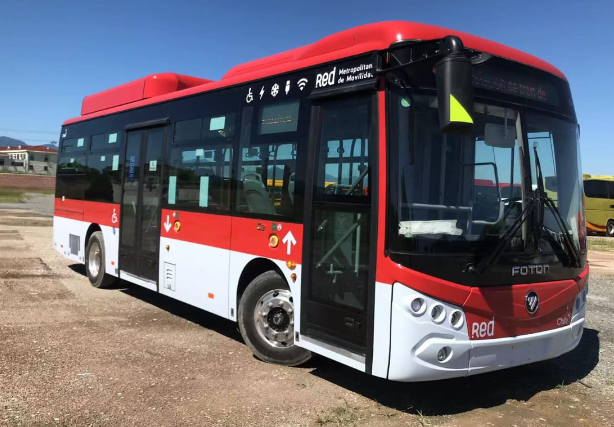 Red
Metropolitana
de Movilidad
FOTON
Red